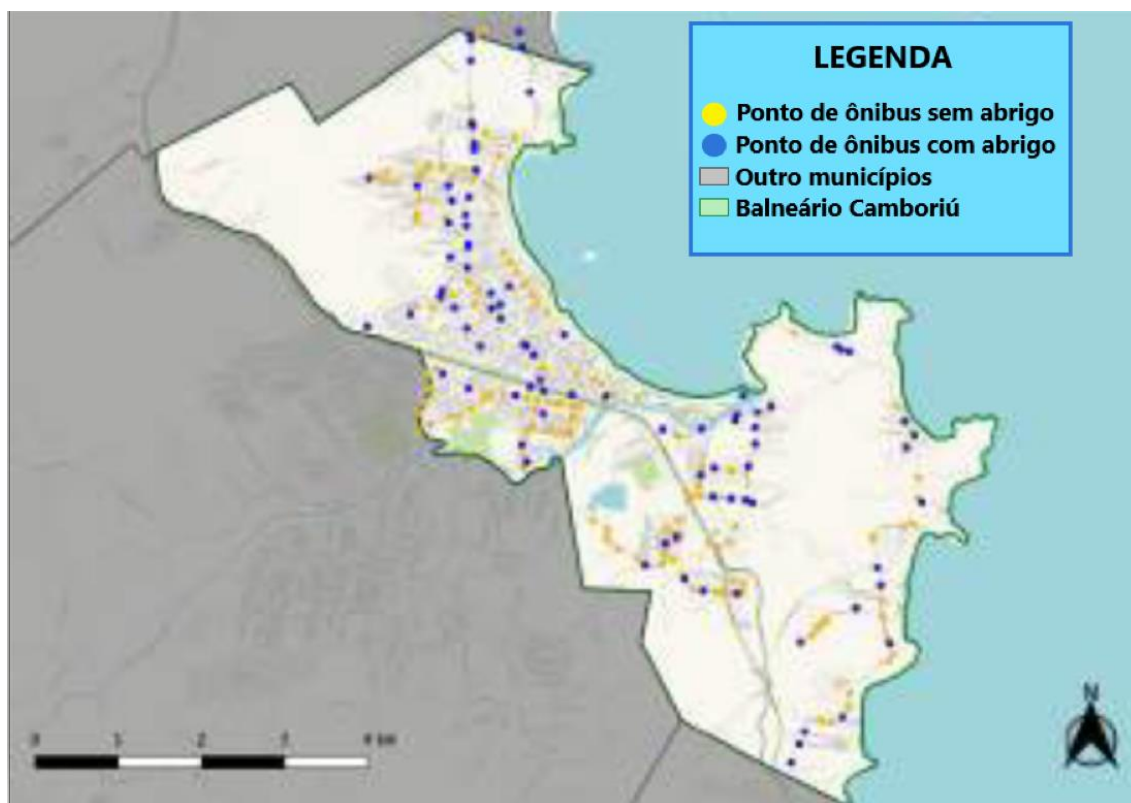 LEGENDA
Ponto de ônibus sem abrigo
Ponto de ônibus com abrigo
Outro municípios
Balneário Camboriú
N
0 1 2 3 4 km